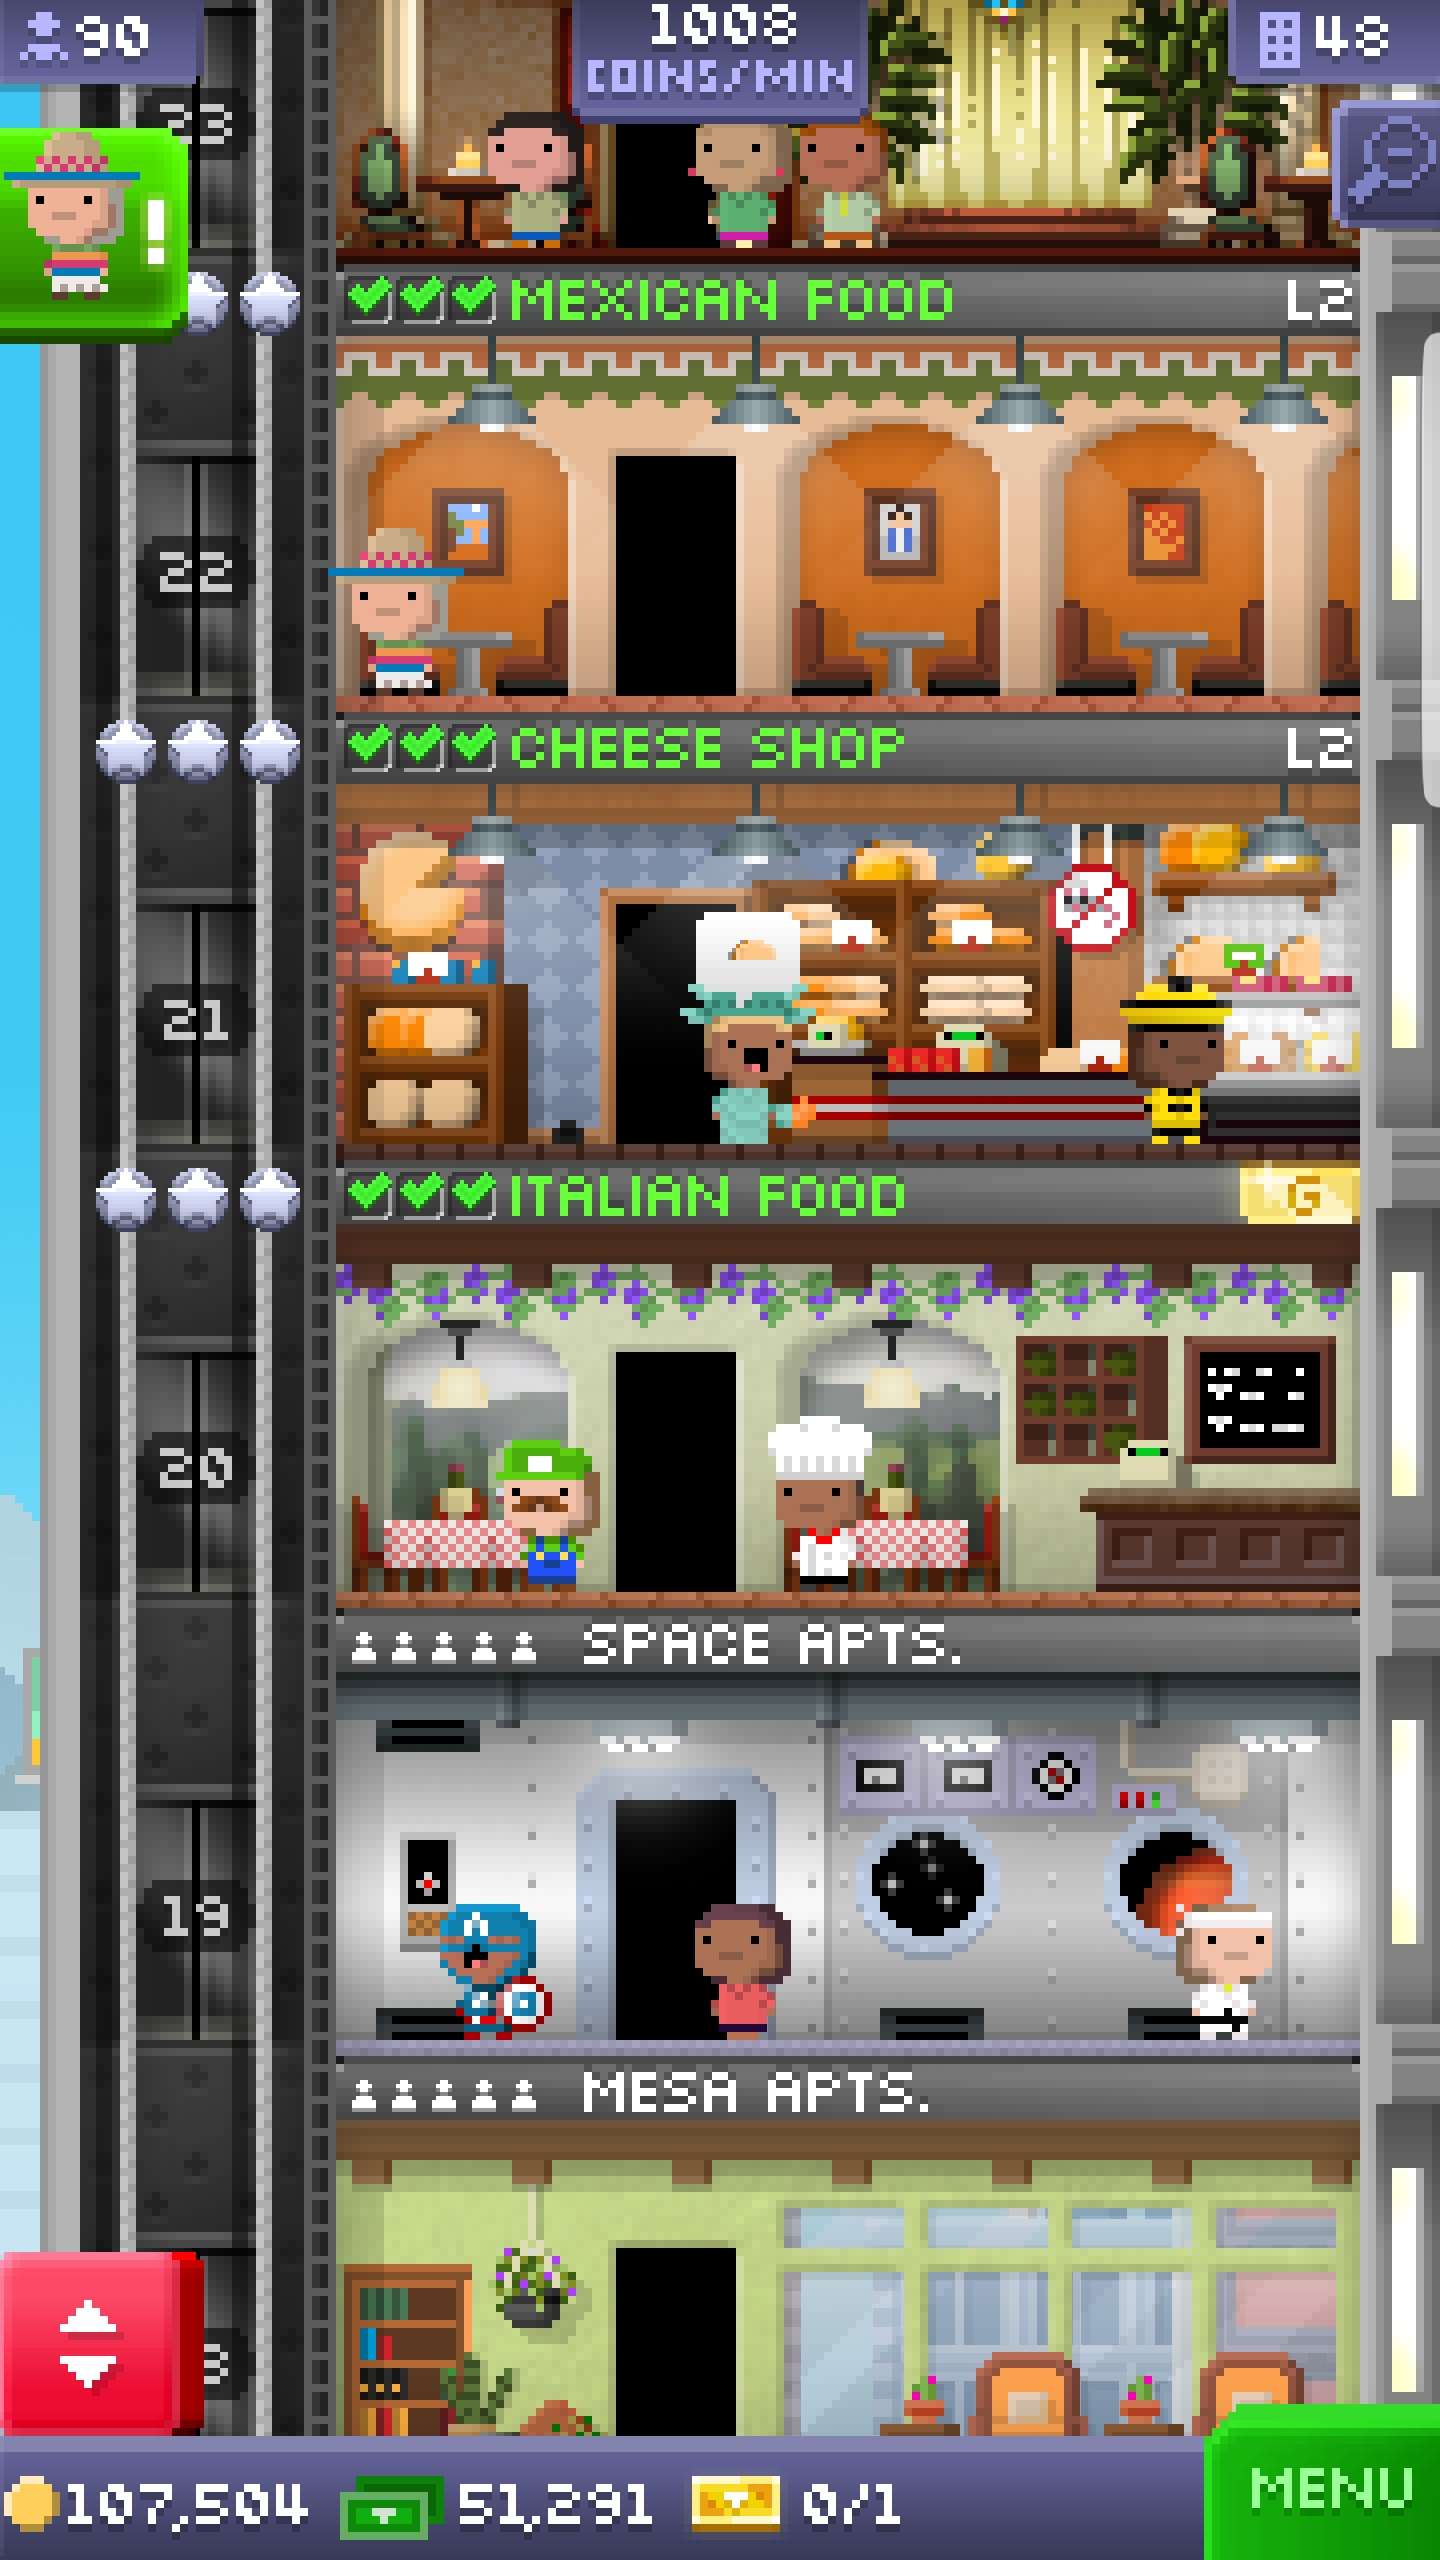 90
1008
COINS/MIN
48
23
!
MEXICAN FOOD
L2
22
CHEESE SHOP
L2
21
ITALIAN FOOD
G
20
SPACE APTS.
19
MESA APTS.
8
107,504
51,291
0/1
MENU